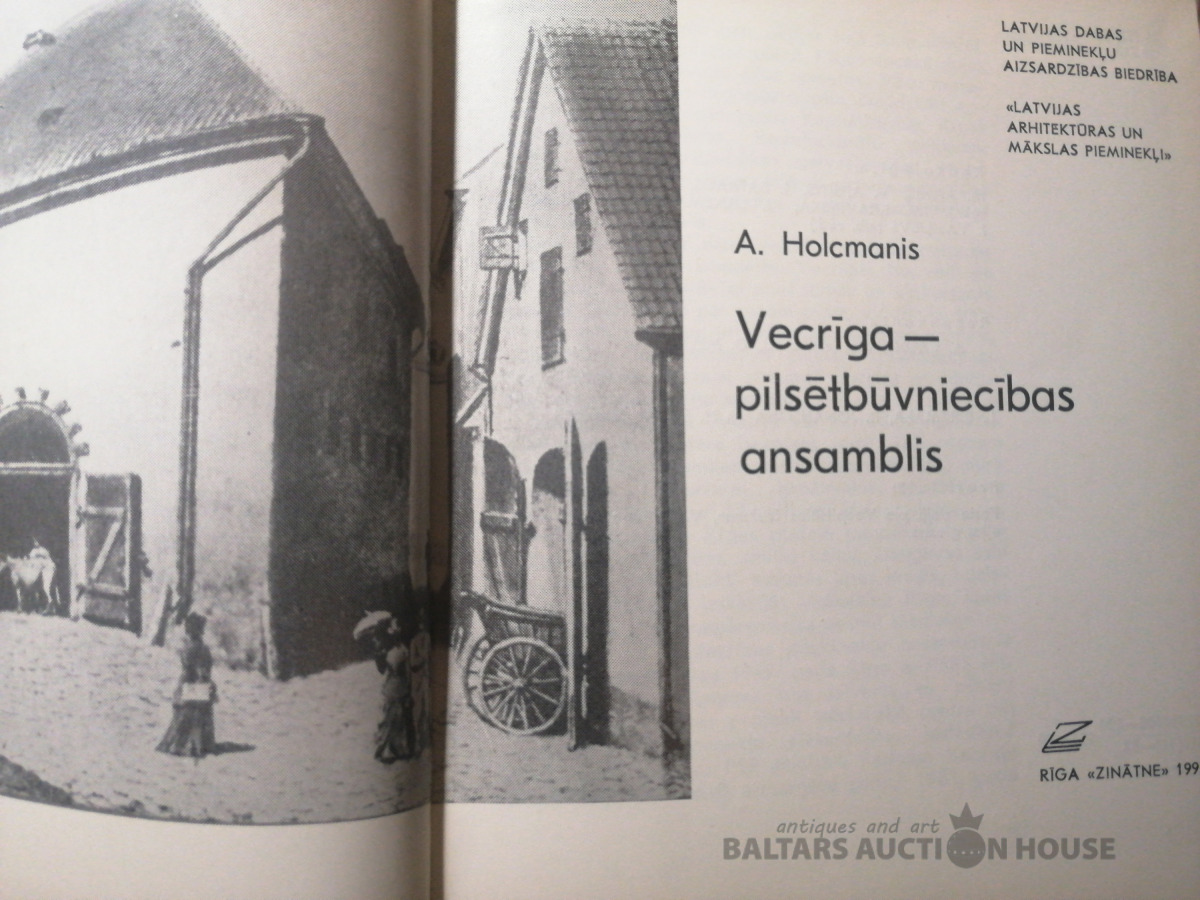 LATVIJAS DABAS
UN PIEMINEKĻU
AIZSARDZĪBAS BIEDRĪBA
«LATVIJAS
ARHITEKTŪRAS UN
MĀKSLAS PIEMINEKĻI»
A. Holcmanis
Vecrīga —
pilsētbūvniecības
ansamblis
RĪGA «ZINĀTNE» 199
antiques and art
BALTARS AUCTION HOUSE